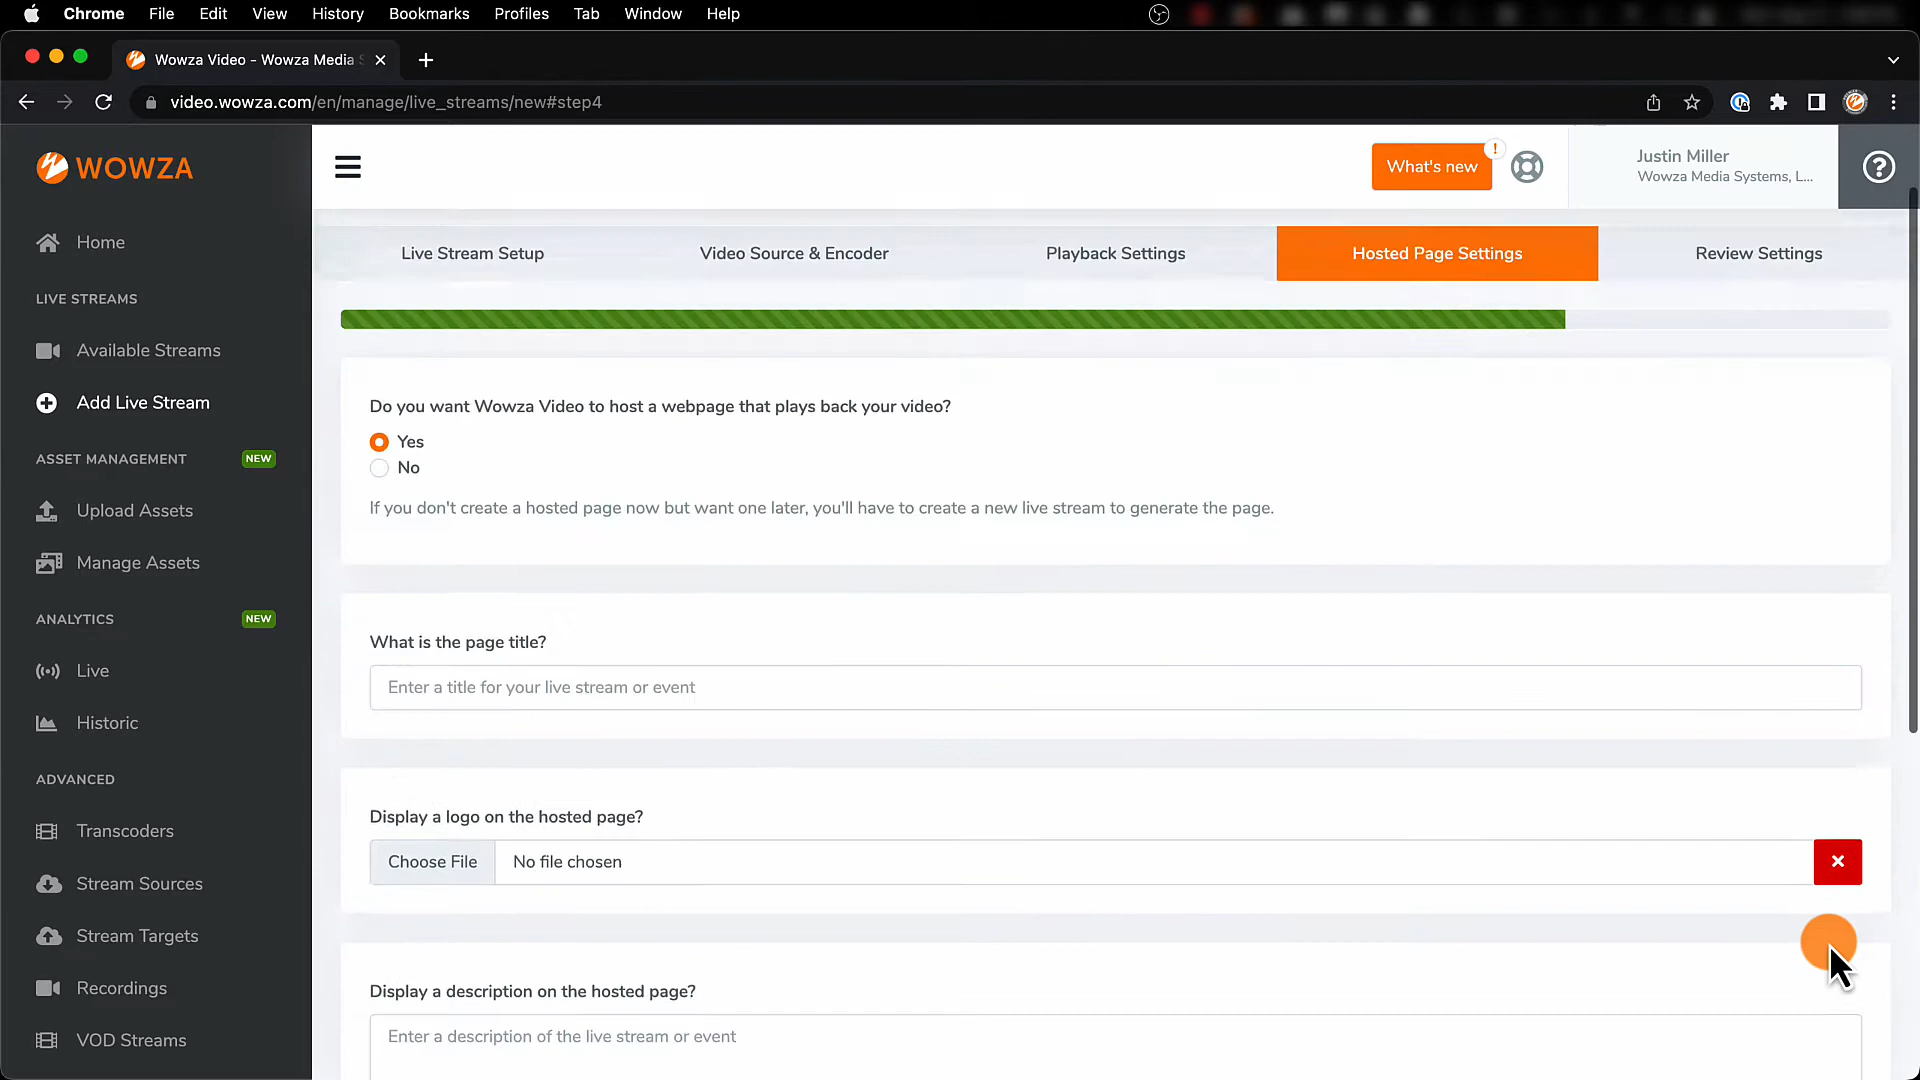 Chrome File Edit View History Bookmarks Profiles Tab Window Help
Wowza Video - Wowza Media
video.wowza.com/en/manage/live_streams/new#step4
WOWZA
What's new
!
Justin Miller
Wowza Media Systems, L...
?
Home
LIVE STREAMS
Available Streams
Add Live Stream
ASSET MANAGEMENT NEW
Upload Assets
Manage Assets
ANALYTICS NEW
Live
Historic
ADVANCED
Transcoders
Stream Sources
Stream Targets
Recordings
VOD Streams
Live Stream Setup Video Source & Encoder Playback Settings Hosted Page Settings Review Settings
Do you want Wowza Video to host a webpage that plays back your video?
Yes
No
If you don't create a hosted page now but want one later, you'll have to create a new live stream to generate the page.
What is the page title?
Enter a title for your live stream or event
Display a logo on the hosted page?
Choose File No file chosen
Display a description on the hosted page?
Enter a description of the live stream or event